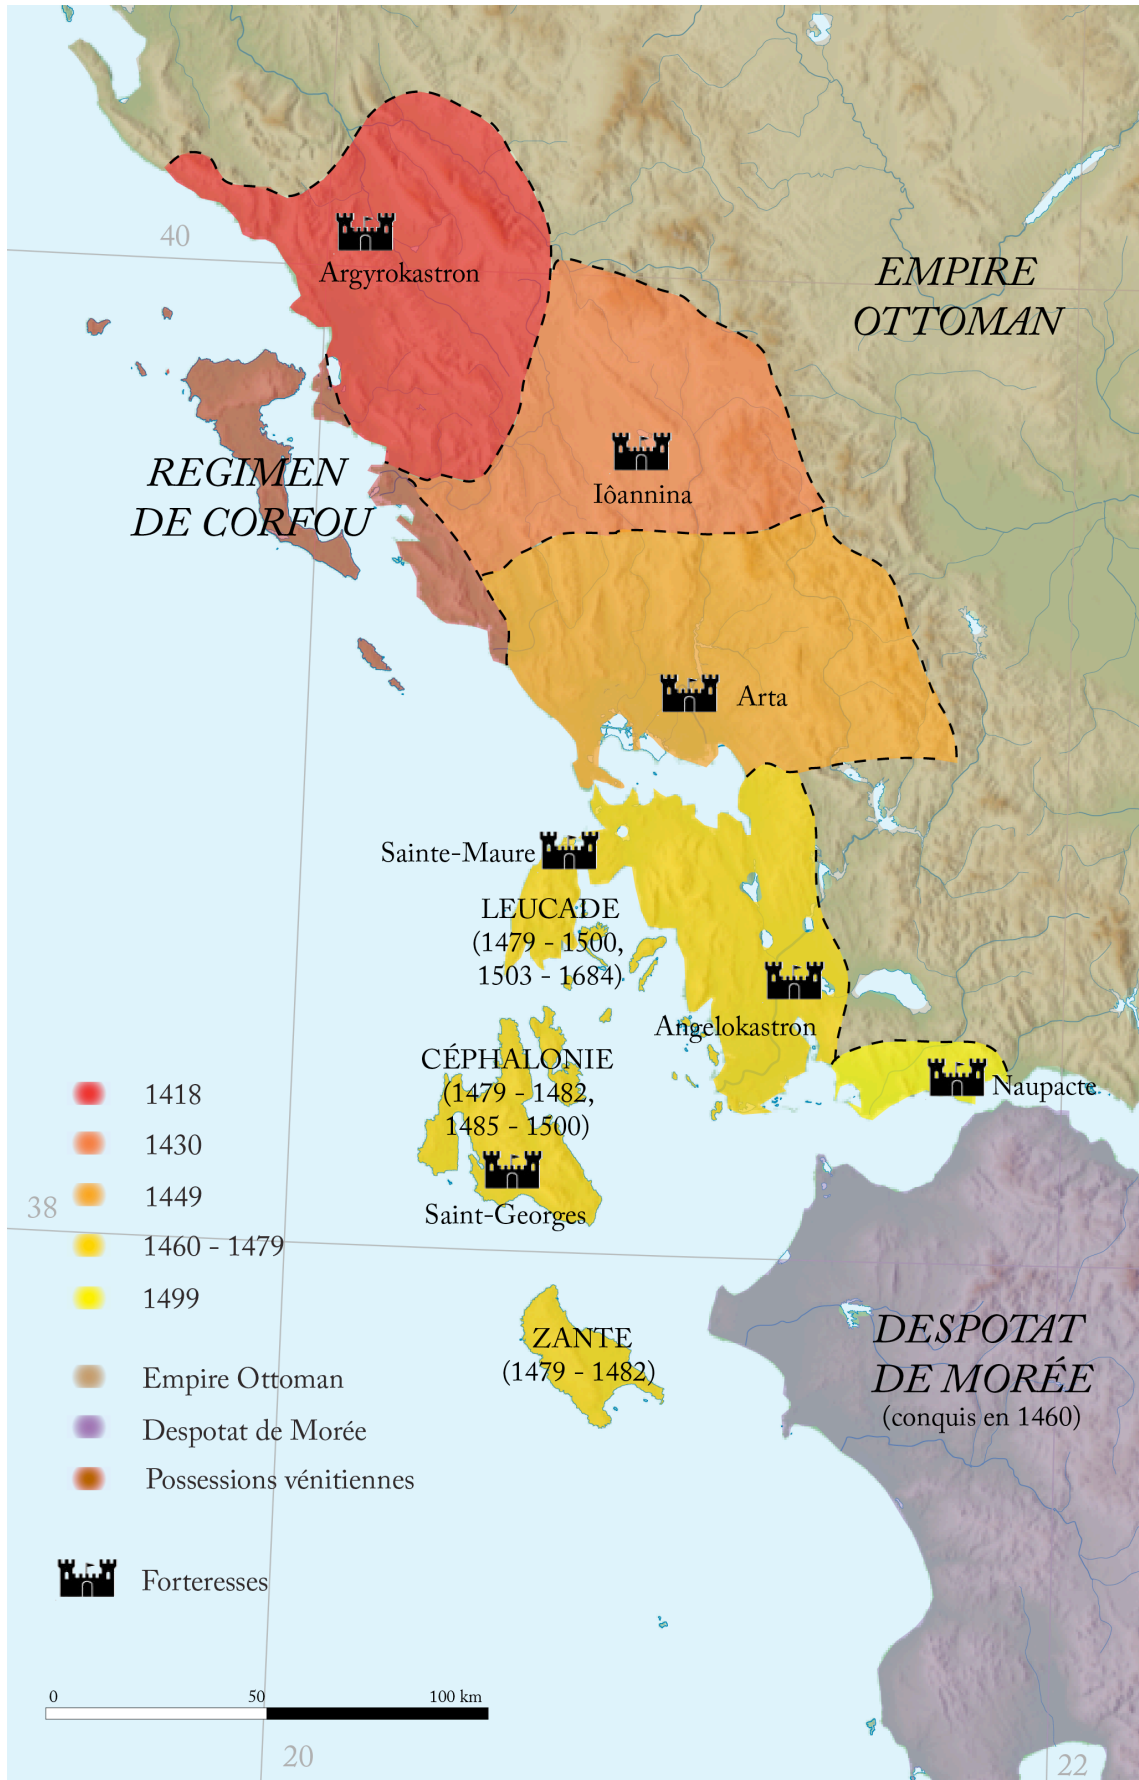 40
Argyrokastron
EMPIRE
OTTOMAN
REGIMEN
DE CORFOU
Iôannina
Arta
Sainte-Maure
LEUCADE
(1479 - 1500,
1503 - 1684)
Angelokastron
CÉPHALONIE
(1479 - 1482,
1485 - 1500)
Naupacte
Saint-Georges
38
ZANTE
(1479 - 1482)
DESPOTAT
DE MORÉE
(conquis en 1460)
1418
1430
1449
1460 - 1479
1499
Empire Ottoman
Despotat de Morée
Possessions vénitiennes
Forteresses
0 50 100 km
20
22